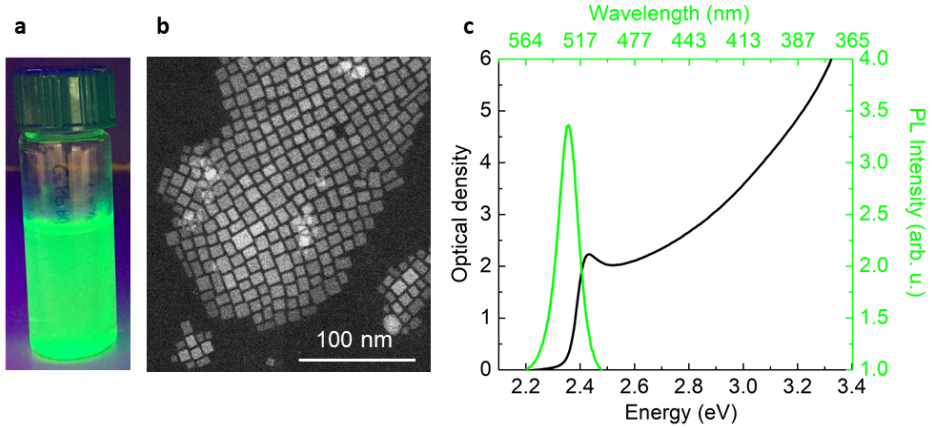 a
b
c
100 nm
Wavelength (nm)
564 517 477 443 413 387 365
6
5
4
3
2
1
0
Optical density
4.0
3.5
3.0
2.5
2.0
1.5
1.0
PL Intensity (arb. u.)
2.2 2.4 2.6 2.8 3.0 3.2 3.4
Energy (eV)